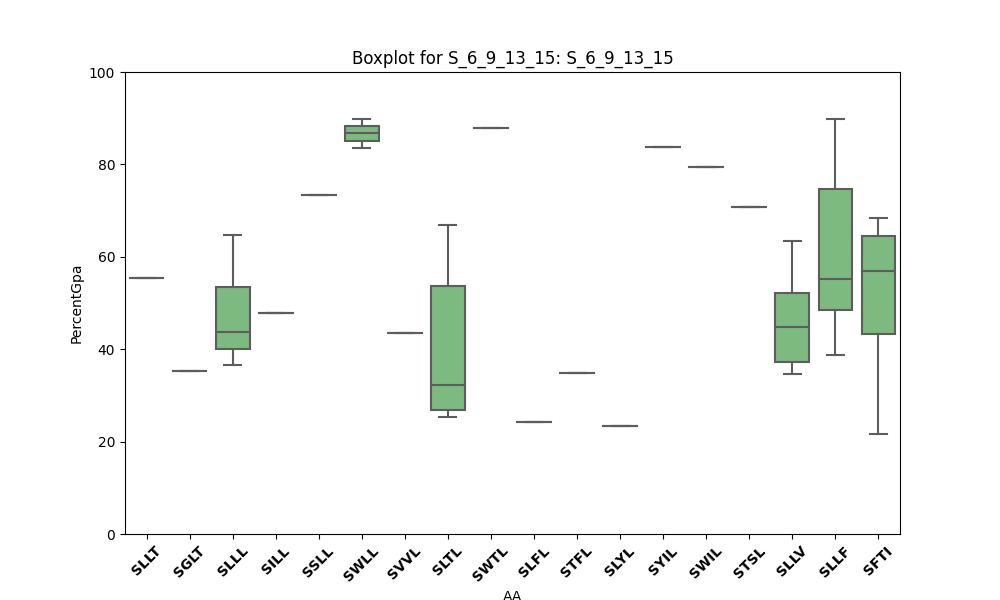 Boxplot for S_6_9_13_15: S_6_9_13_15
100
80
60
40
20
0
PercentGpa
SLLT SGLT SLLL SILL SSLL SWLL SVVL SLTL SWTL SLFL STFL SLYL SYIL SWIL STSL SLLV SLLF SFTI
AA